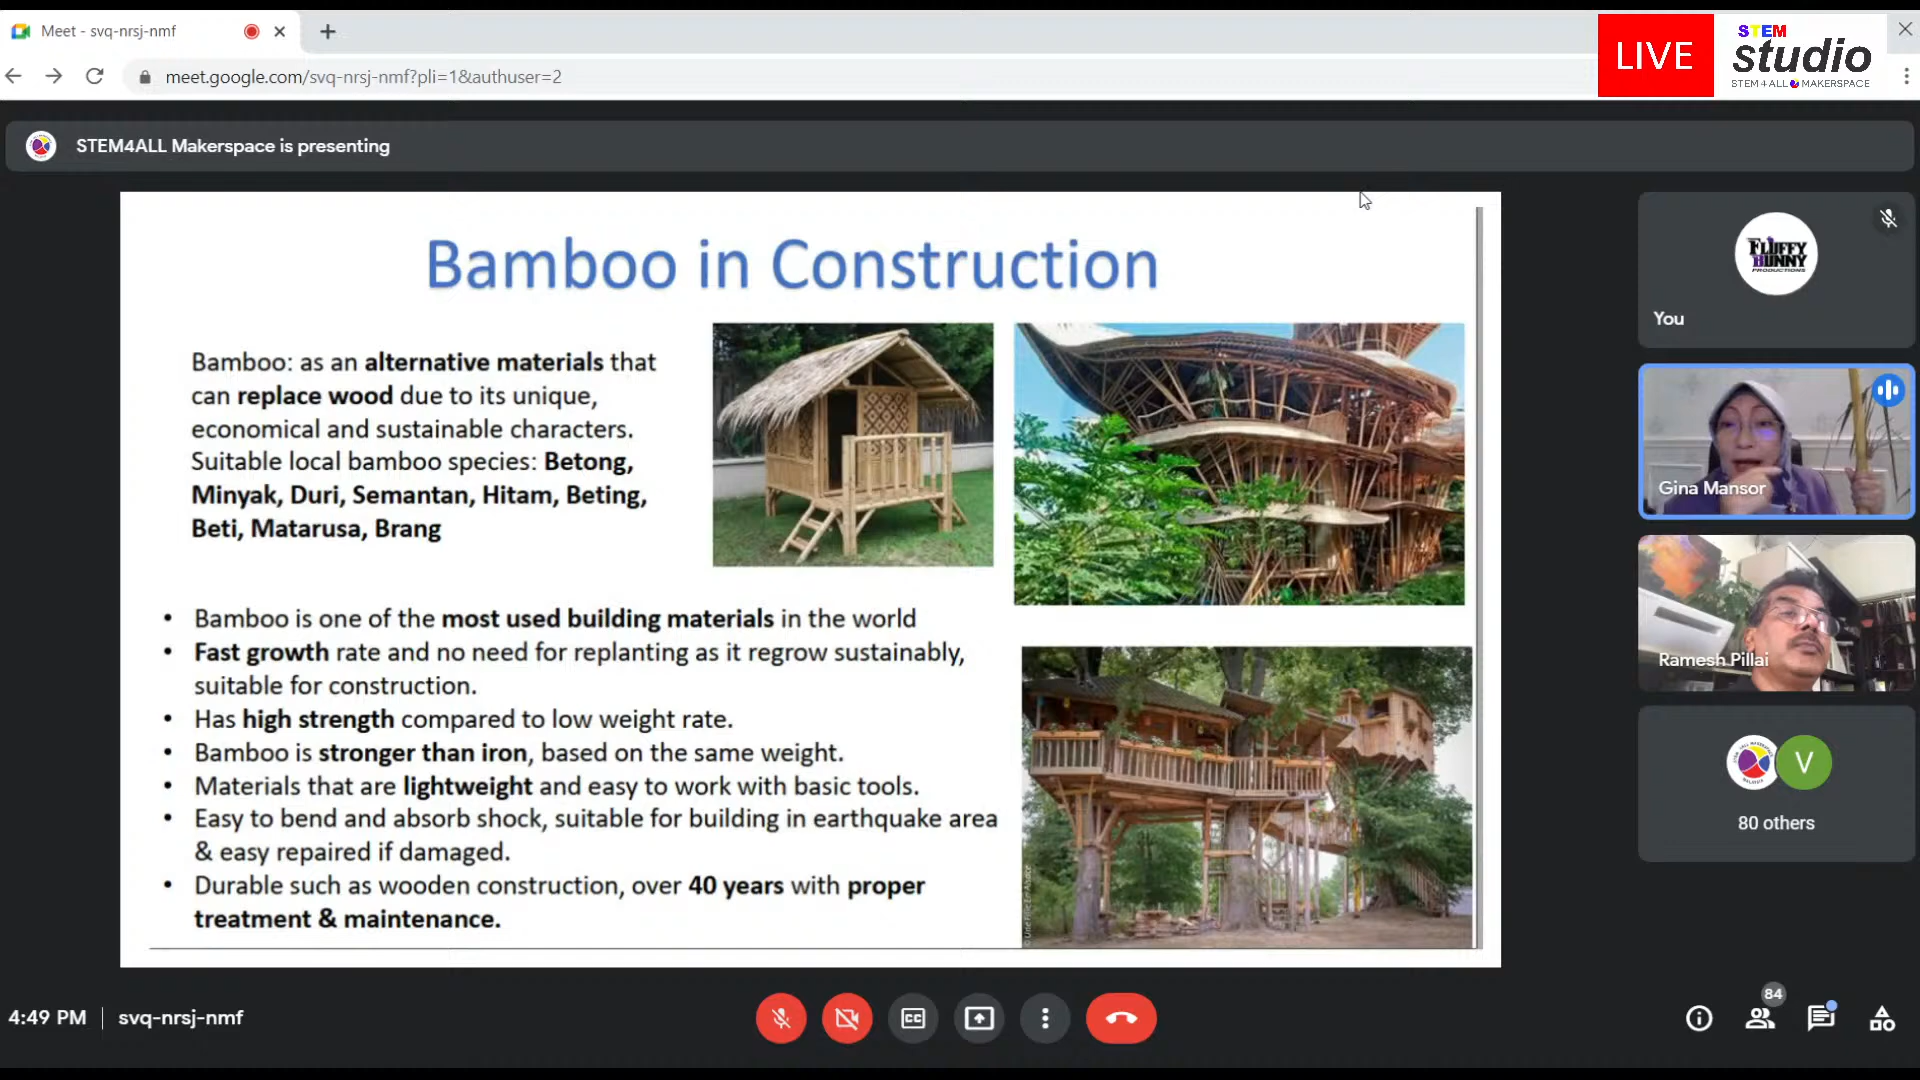 Meet - svq-nrsj-nmf
meet.google.com/svq-nrsj-nmf?pli=1&authuser=2
LIVE
STEM
studio
STEM4ALL MAKERSPACE
STEM4ALL Makerspace is presenting
Bamboo in Construction
Bamboo: as an alternative materials that
can replace wood due to its unique,
economical and sustainable characters.
Suitable local bamboo species: Betong,
Minyak, Duri, Semantan, Hitam, Beting,
Beti, Matarusa, Brang
• Bamboo is one of the most used building materials in the world
• Fast growth rate and no need for replanting as it regrow sustainably,
suitable for construction.
• Has high strength compared to low weight rate.
• Bamboo is stronger than iron, based on the same weight.
• Materials that are lightweight and easy to work with basic tools.
• Easy to bend and absorb shock, suitable for building in earthquake area
& easy repaired if damaged.
• Durable such as wooden construction, over 40 years with proper
treatment & maintenance.
FLUFFY
BUNNY
PRODUCTIONS
You
Gina Mansor
Ramesh Pillai
V
80 others
4:49 PM
svq-nrsj-nmf
CC
84